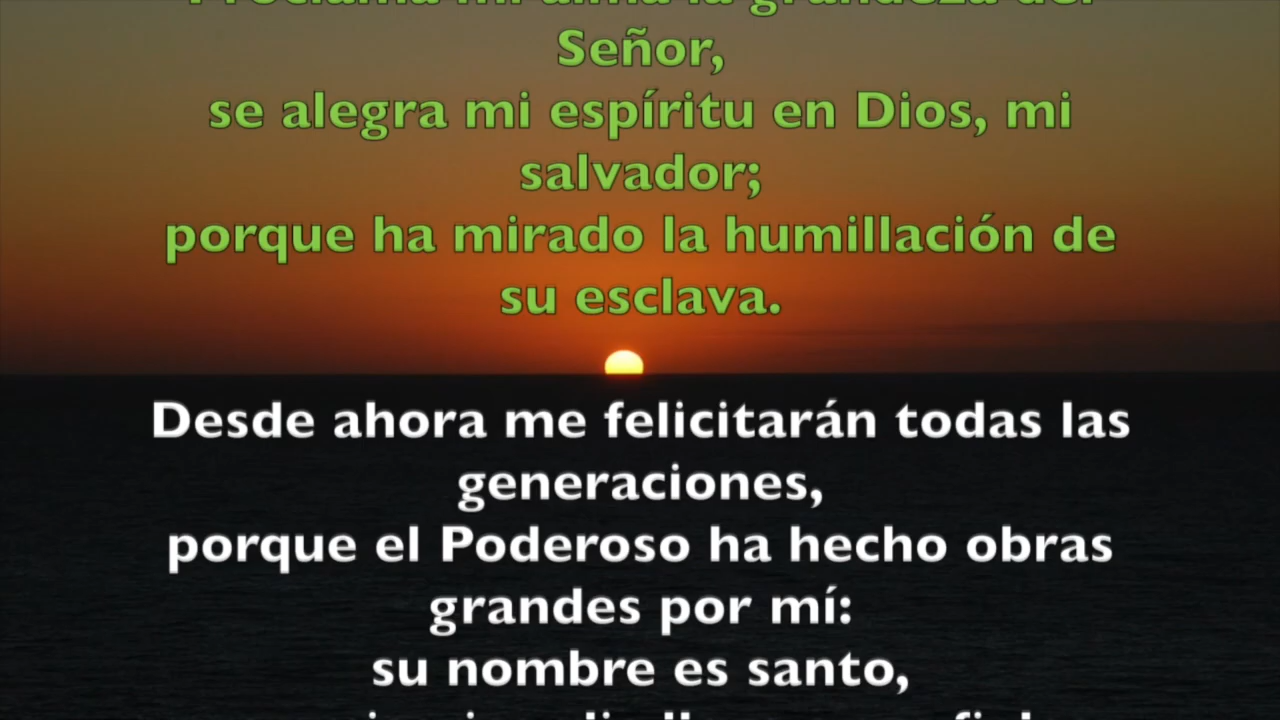 Proclama mi alma la grandeza del
Señor,
se alegra mi espíritu en Dios, mi
salvador;
porque ha mirado la humillación de
su esclava.
Desde ahora me felicitarán todas las
generaciones,
porque el Poderoso ha hecho obras
grandes por mí:
su nombre es santo,